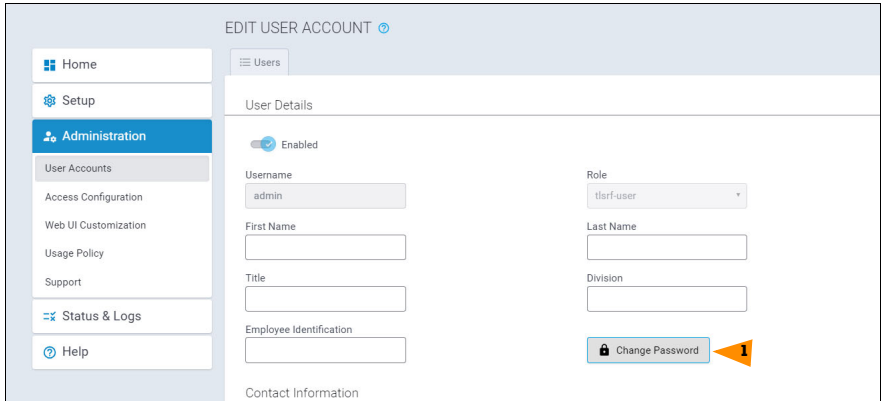 EDIT USER ACCOUNT
Home
Users
Setup
User Details
Administration
Enabled
User Accounts
Username
Role
admin
tlsrf-user
Access Configuration
Web UI Customization
First Name
Last Name
Usage Policy
Support
Title
Division
Status & Logs
Employee Identification
Help
Change Password
1
Contact Information